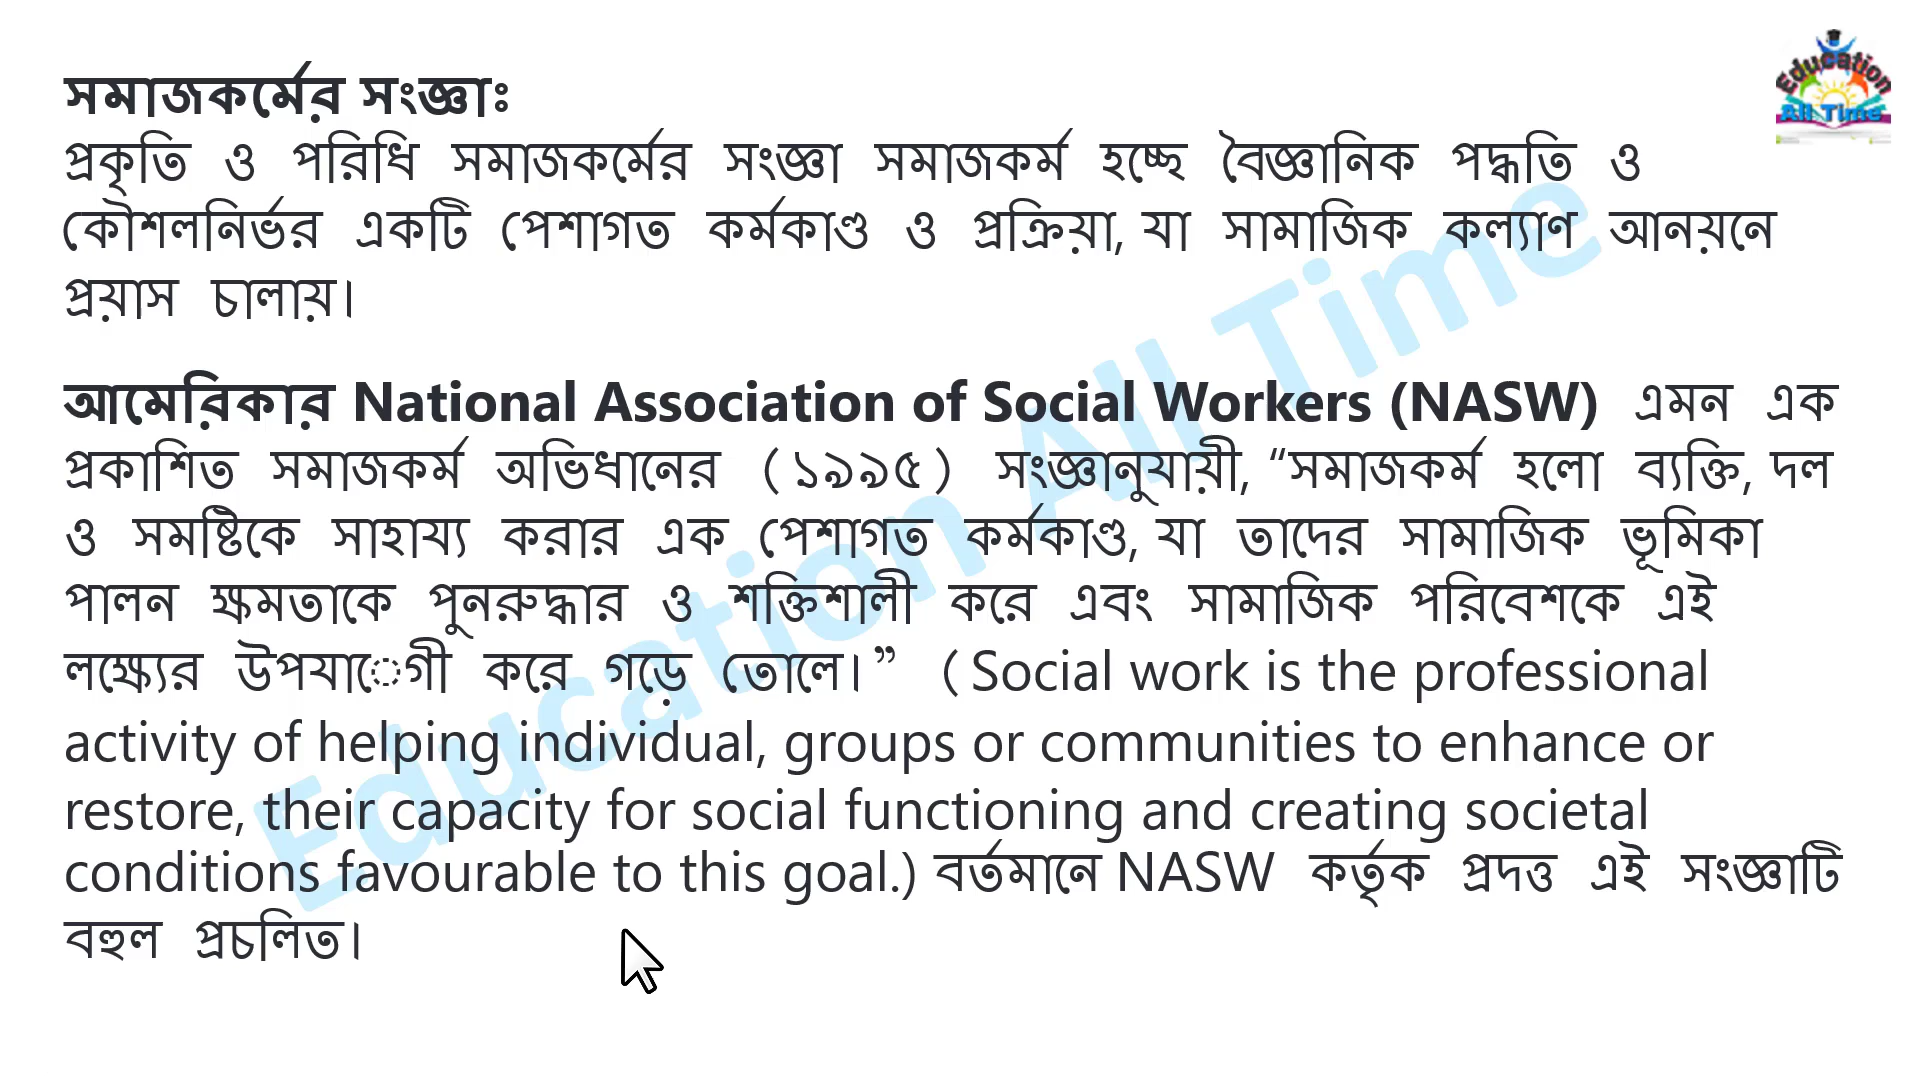 সমাজকর্মের সংজ্ঞাঃ
প্রকৃতি ও পরিধি সমাজকর্মের সংজ্ঞা সমাজকর্ম হচ্ছে বৈজ্ঞানিক পদ্ধতি ও
কৌশলনির্ভর একটি পেশাগত কর্মকাণ্ড ও প্রক্রিয়া, যা সামাজিক কল্যাণ আনয়নে
প্রয়াস চালায়।
আমেরিকার National Association of Social Workers (NASW) এমন এক
প্রকাশিত সমাজকর্ম অভিধানের (১৯৯৫) সংজ্ঞানুযায়ী, “সমাজকর্ম হলো ব্যক্তি, দল
ও সমষ্টিকে সাহায্য করার এক পেশাগত কর্মকাণ্ড, যা তাদের সামাজিক ভূমিকা
পালন ক্ষমতাকে পুনরুদ্ধার ও শক্তিশালী করে এবং সামাজিক পরিবেশকে এই
লক্ষ্যের উপযােগী করে গড়ে তোলে।” (Social work is the professional
activity of helping individual, groups or communities to enhance or
restore, their capacity for social functioning and creating societal
conditions favourable to this goal.) বর্তমানে NASW কর্তৃক প্রদত্ত এই সংজ্ঞাটি
বহুল প্রচলিত।
Education All Time
Education
All Time